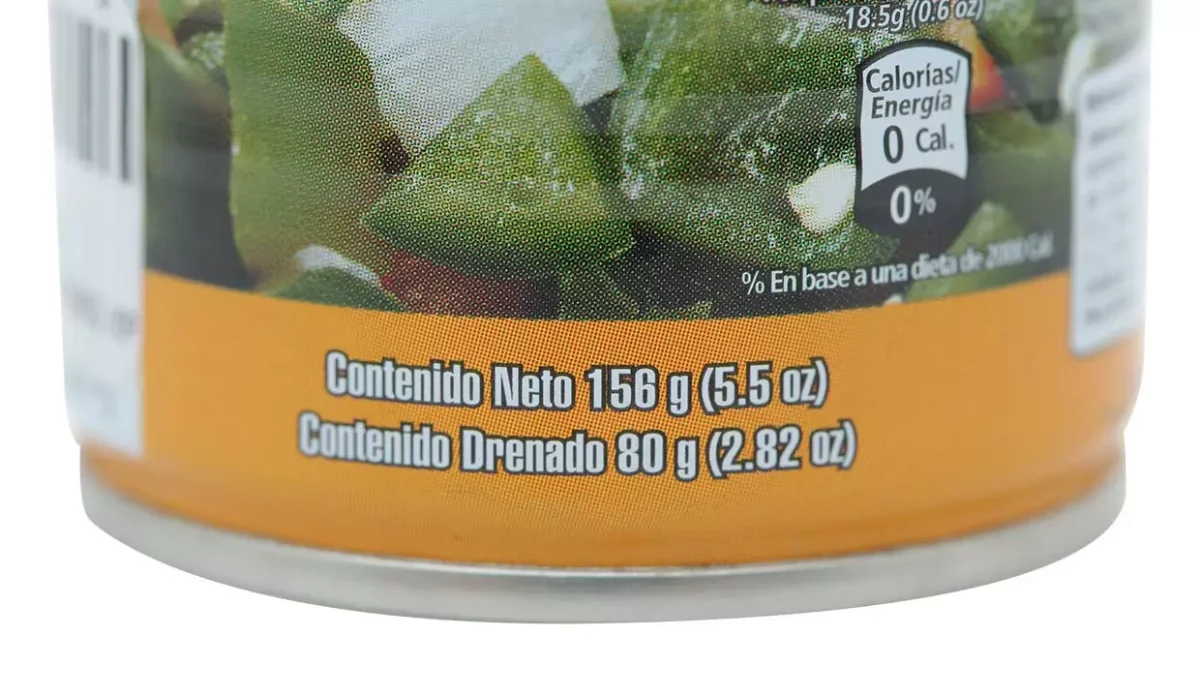 18.5g (0.6 oz)
Calorías/
Energía
0 Cal.
0%
% En base a una dieta de 2000 Cal.
Contenido Neto 156 g (5.5 oz)
Contenido Drenado 80 g (2.82 oz)